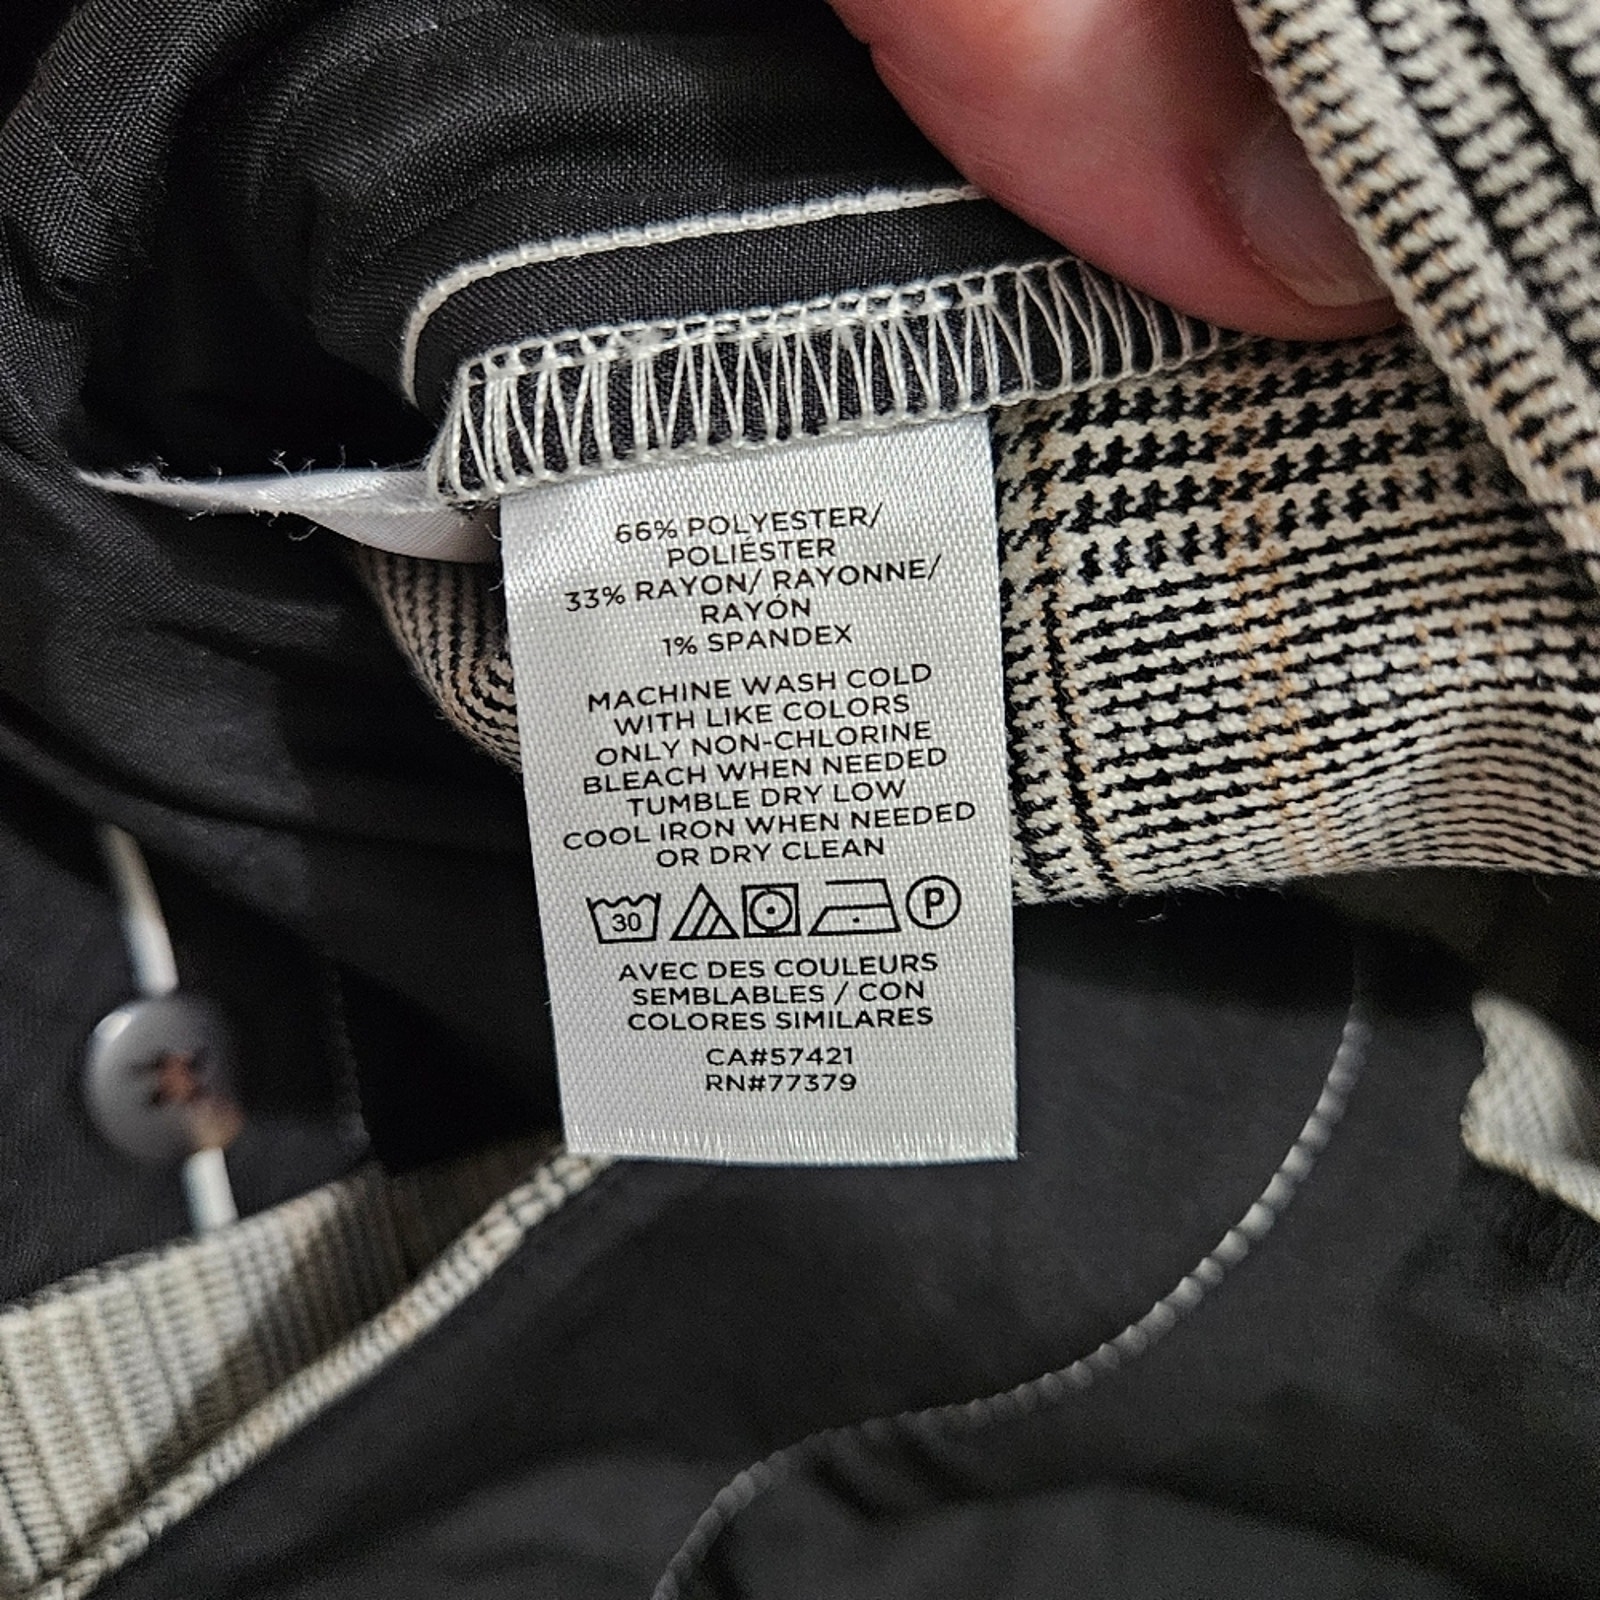 66% POLYESTER/
POLIÉSTER
33% RAYON/ RAYONNE/
RAYÓN
1% SPANDEX
MACHINE WASH COLD
WITH LIKE COLORS
ONLY NON-CHLORINE
BLEACH WHEN NEEDED
TUMBLE DRY LOW
COOL IRON WHEN NEEDED
OR DRY CLEAN
30 P
AVEC DES COULEURS
SEMBLABLES / CON
COLORES SIMILARES
CA#57421
RN#77379